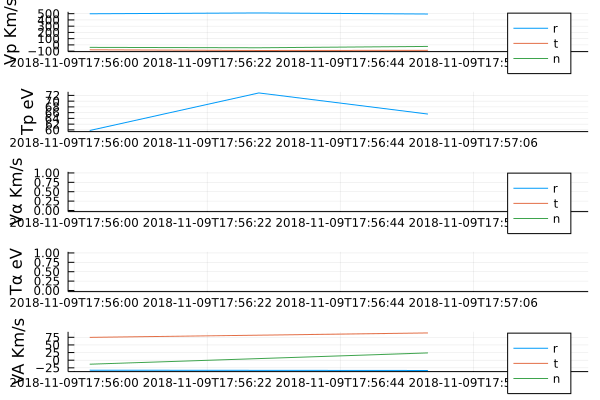 Vp Km/s
500
400
300
200
100
0
−100
2018-11-09T17:56:00 2018-11-09T17:56:22 2018-11-09T17:56:44 2018-11-09T17:5
r
t
n
Tp eV
72
70
68
66
64
62
60
2018-11-09T17:56:00 2018-11-09T17:56:22 2018-11-09T17:56:44 2018-11-09T17:57:06
Vα Km/s
1.00
0.75
0.50
0.25
0.00
2018-11-09T17:56:00 2018-11-09T17:56:22 2018-11-09T17:56:44 2018-11-09T17:5
r
t
n
Tα eV
1.00
0.75
0.50
0.25
0.00
2018-11-09T17:56:00 2018-11-09T17:56:22 2018-11-09T17:56:44 2018-11-09T17:57:06
VA Km/s
75
50
25
0
−25
2018-11-09T17:56:00 2018-11-09T17:56:22 2018-11-09T17:56:44 2018-11-09T17:5
r
t
n